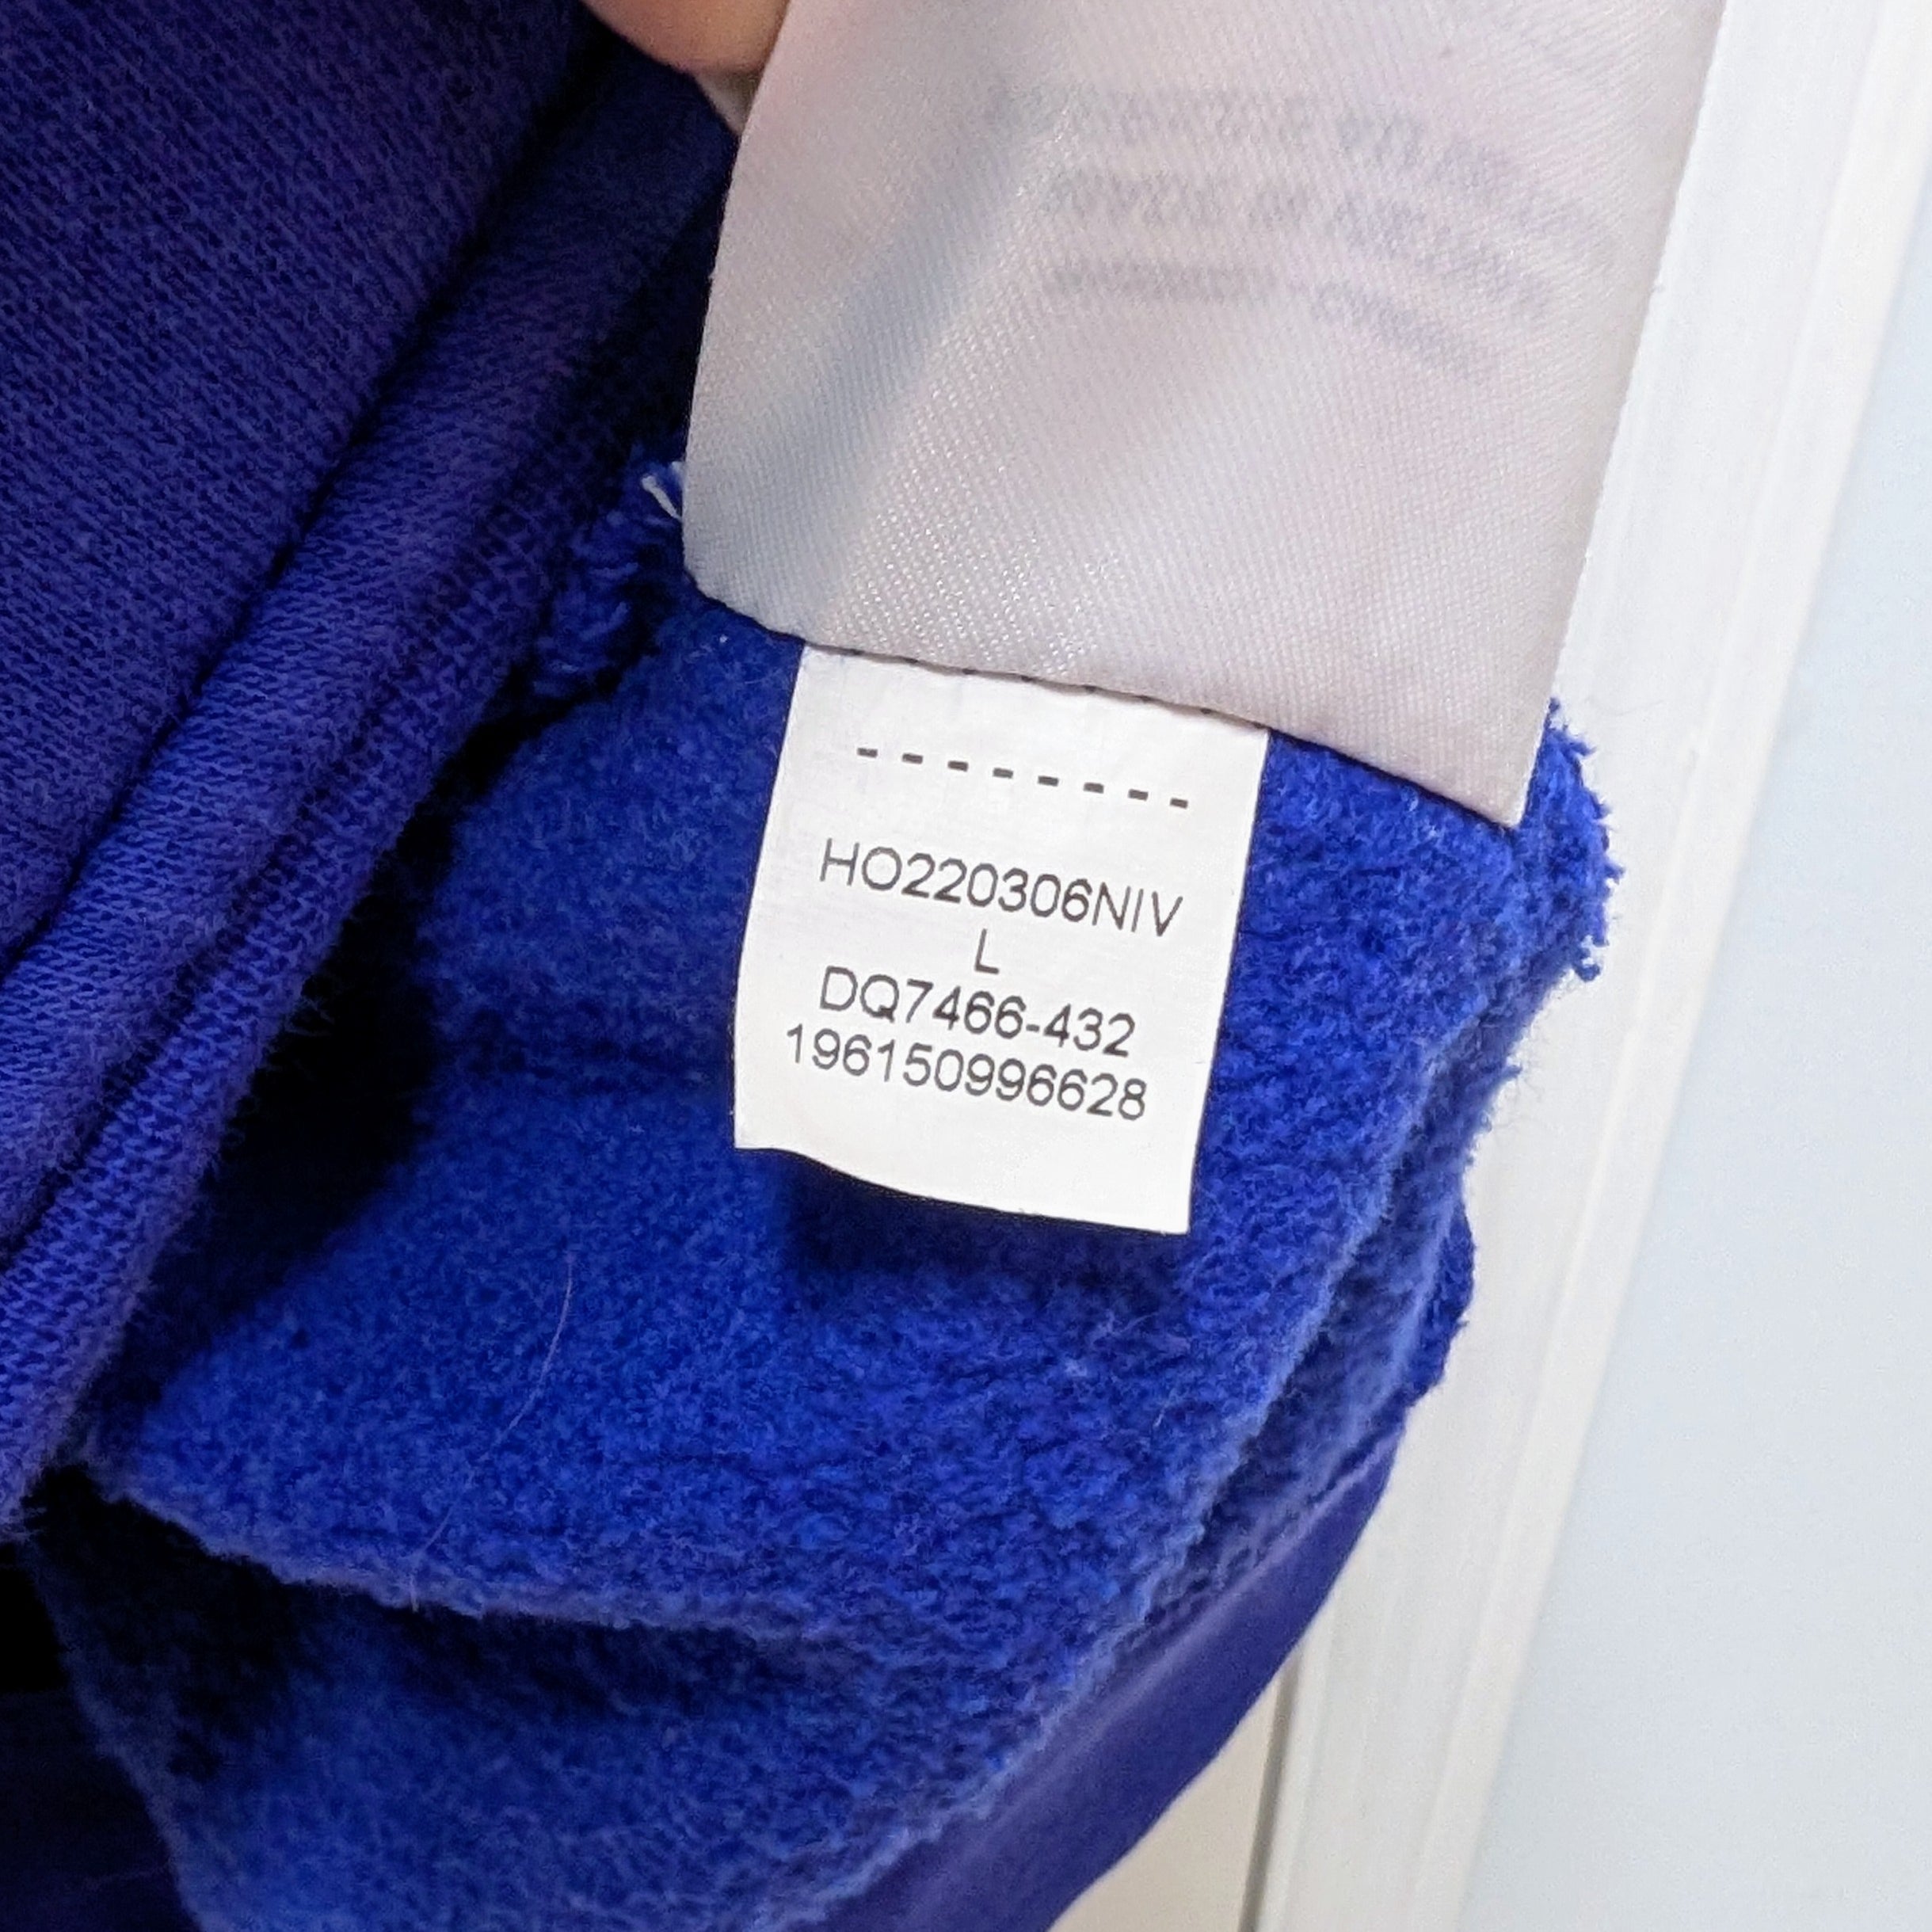 --------
HO220306NIV
L
DQ7466-432
196150996628